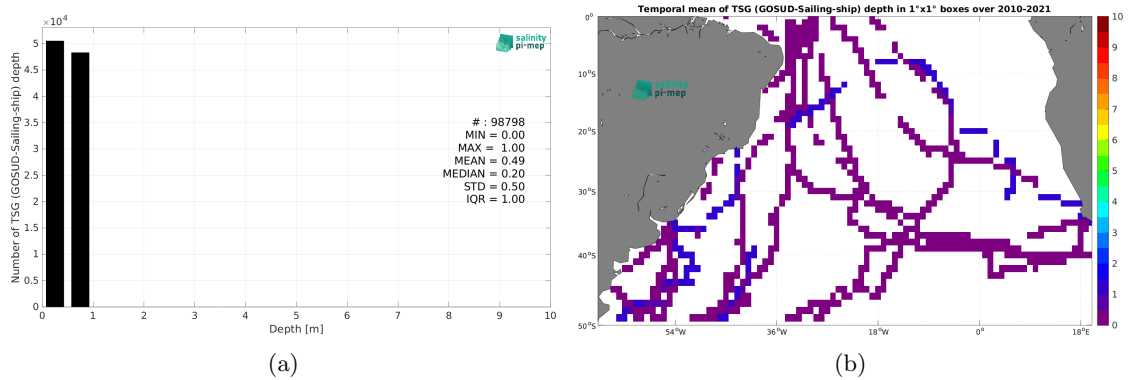 ×10⁴
5
4.5
4
3.5
3
2.5
2
1.5
1
0.5
0
Number of TSG (GOSUD-Sailing-ship) depth
0 1 2 3 4 5 6 7 8 9 10
Depth [m]
salinity
pi-mep
# : 98798
MIN = 0.00
MAX = 1.00
MEAN = 0.49
MEDIAN = 0.20
STD = 0.50
IQR = 1.00
(a)
Temporal mean of TSG (GOSUD-Sailing-ship) depth in 1°x1° boxes over 2010-2021
0°
10°S
20°S
30°S
40°S
50°S
54°W 36°W 18°W 0° 18°E
salinity
pi-mep
10
9
8
7
6
5
4
3
2
1
0
(b)